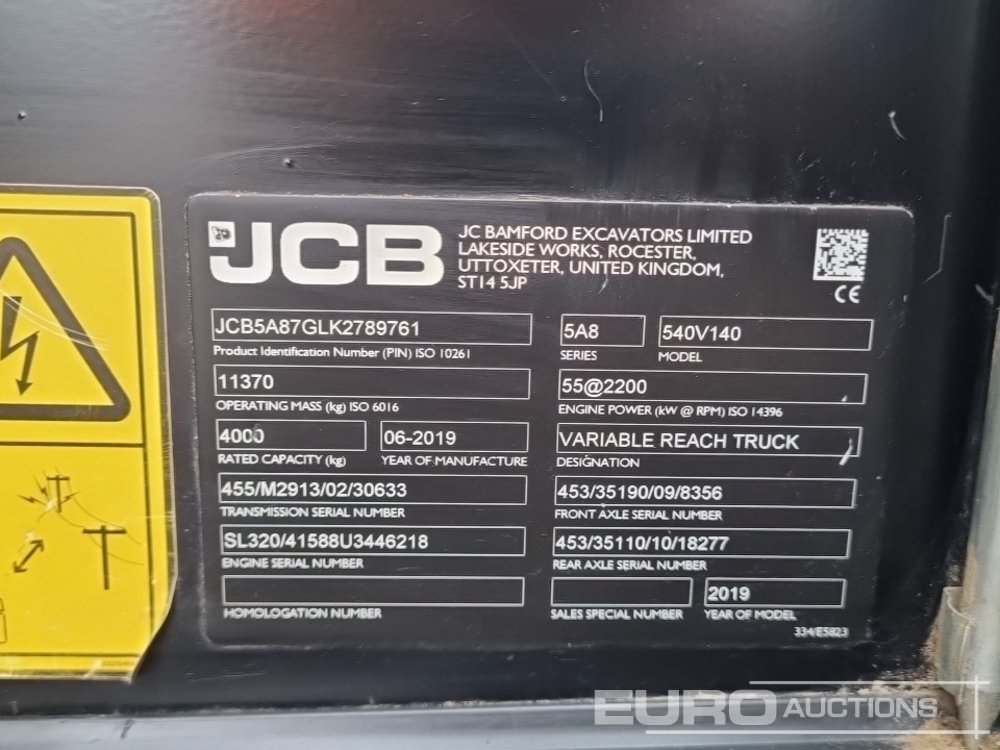 JCB
JC BAMFORD EXCAVATORS LIMITED
LAKESIDE WORKS, ROCESTER,
UTTOXETER, UNITED KINGDOM,
ST14 5JP
CE
JCB5A87GLK2789761
Product Identification Number (PIN) ISO 10261
5A8
SERIES
540V140
MODEL
11370
OPERATING MASS (kg) ISO 6016
55@2200
ENGINE POWER (kW @ RPM) ISO 14396
4000
RATED CAPACITY (kg)
06-2019
YEAR OF MANUFACTURE
VARIABLE REACH TRUCK
DESIGNATION
455/M2913/02/30633
TRANSMISSION SERIAL NUMBER
453/35190/09/8356
FRONT AXLE SERIAL NUMBER
SL320/41588U3446218
ENGINE SERIAL NUMBER
453/35110/10/18277
REAR AXLE SERIAL NUMBER
HOMOLOGATION NUMBER
SALES SPECIAL NUMBER
2019
YEAR OF MODEL
334/E5823
EURO AUCTIONS